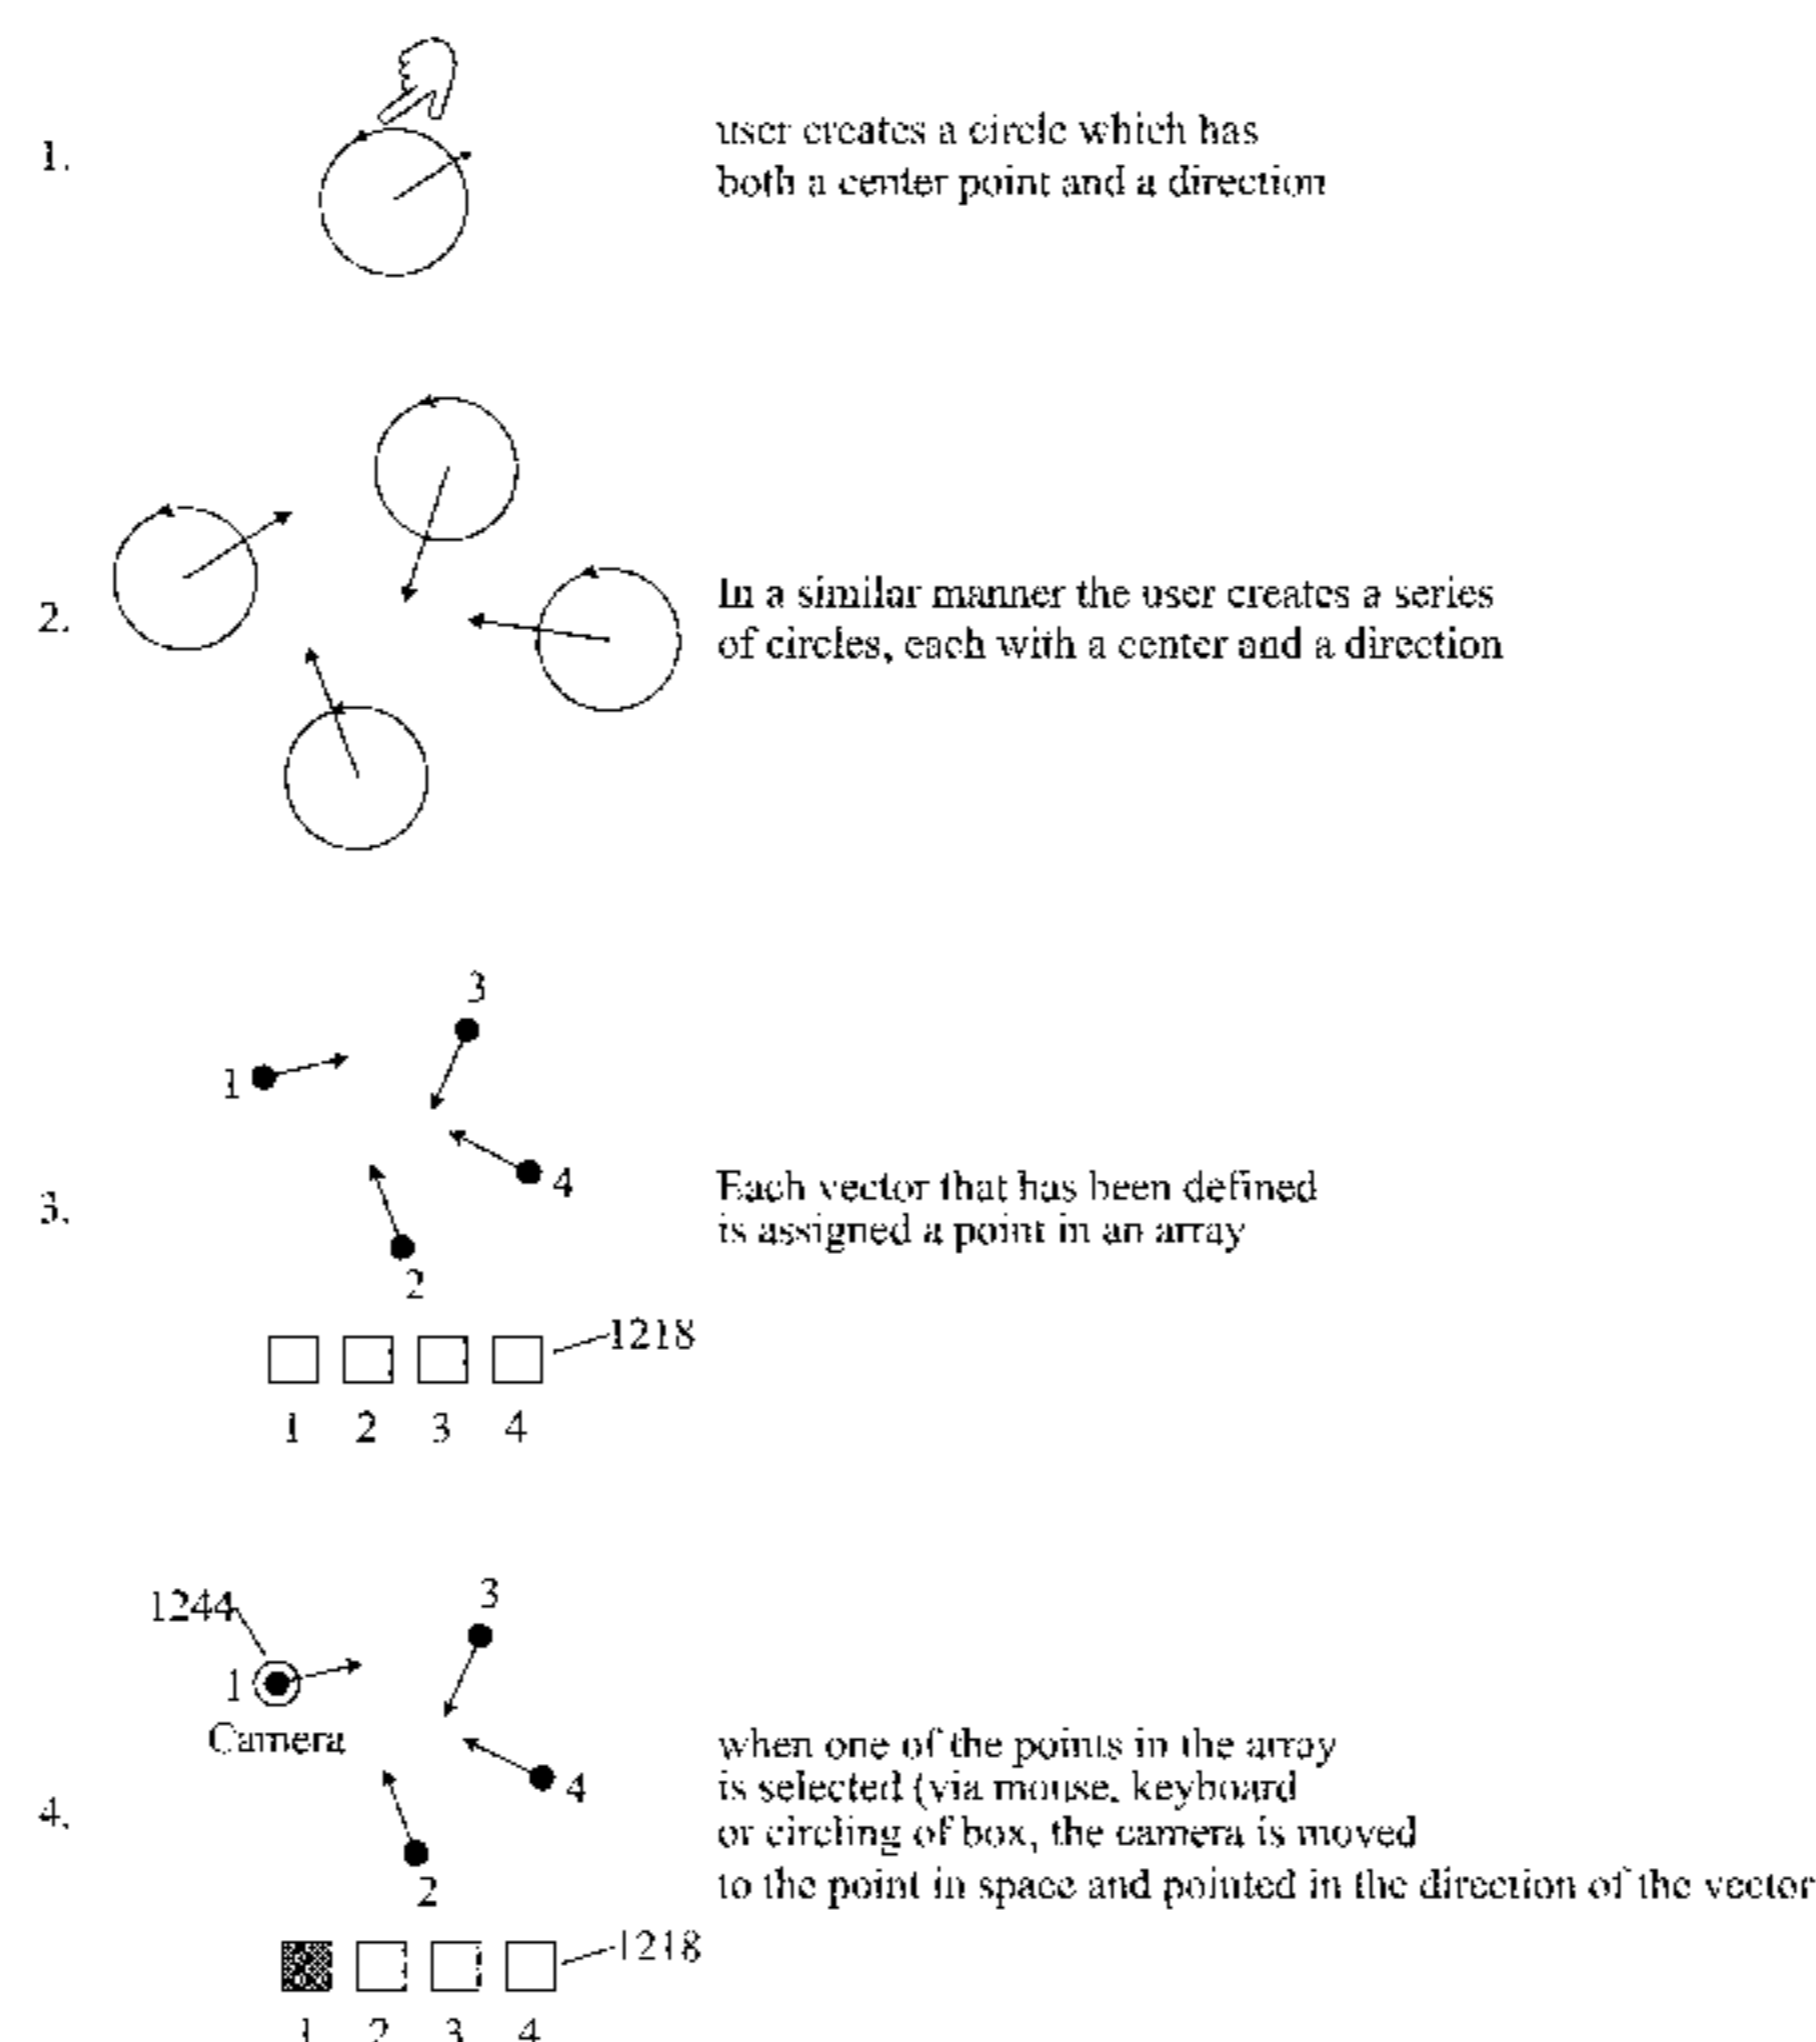 1.
user creates a circle which has
both a center point and a direction
2.
In a similar manner the user creates a series
of circles, each with a center and a direction
3
1
4
2
3.
Each vector that has been defined
is assigned a point in an array
1218
1 2 3 4
1244
3
1
Camera
4
2
4.
when one of the points in the array
is selected (via mouse, keyboard
or circling of box, the camera is moved
to the point in space and pointed in the direction of the vector
1218
1 2 3 4